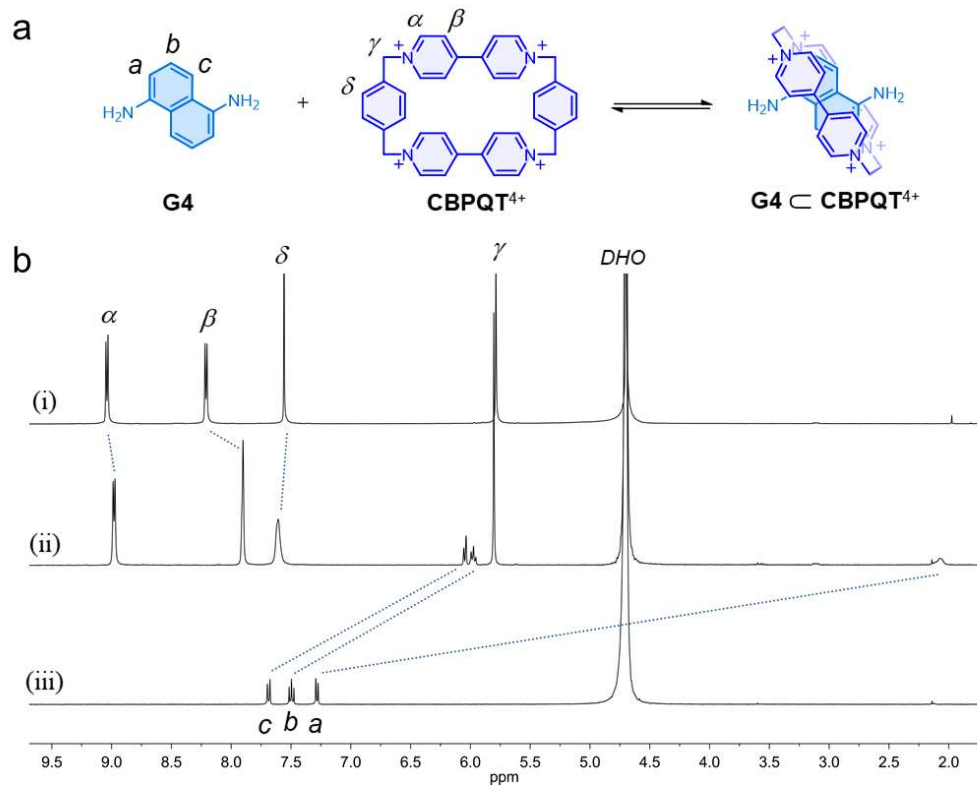 a
α β
γ
δ
a b c
H₂N
NH₂
+
+N N+
+N N+
H₂N NH₂
+ N
N +
N +
G4 CBPQT⁴⁺ G4 ⊂ CBPQT⁴⁺
b
α β δ γ DHO
(i)
(ii)
(iii)
c b a
9.5 9.0 8.5 8.0 7.5 7.0 6.5 6.0 5.5 5.0 4.5 4.0 3.5 3.0 2.5 2.0
ppm